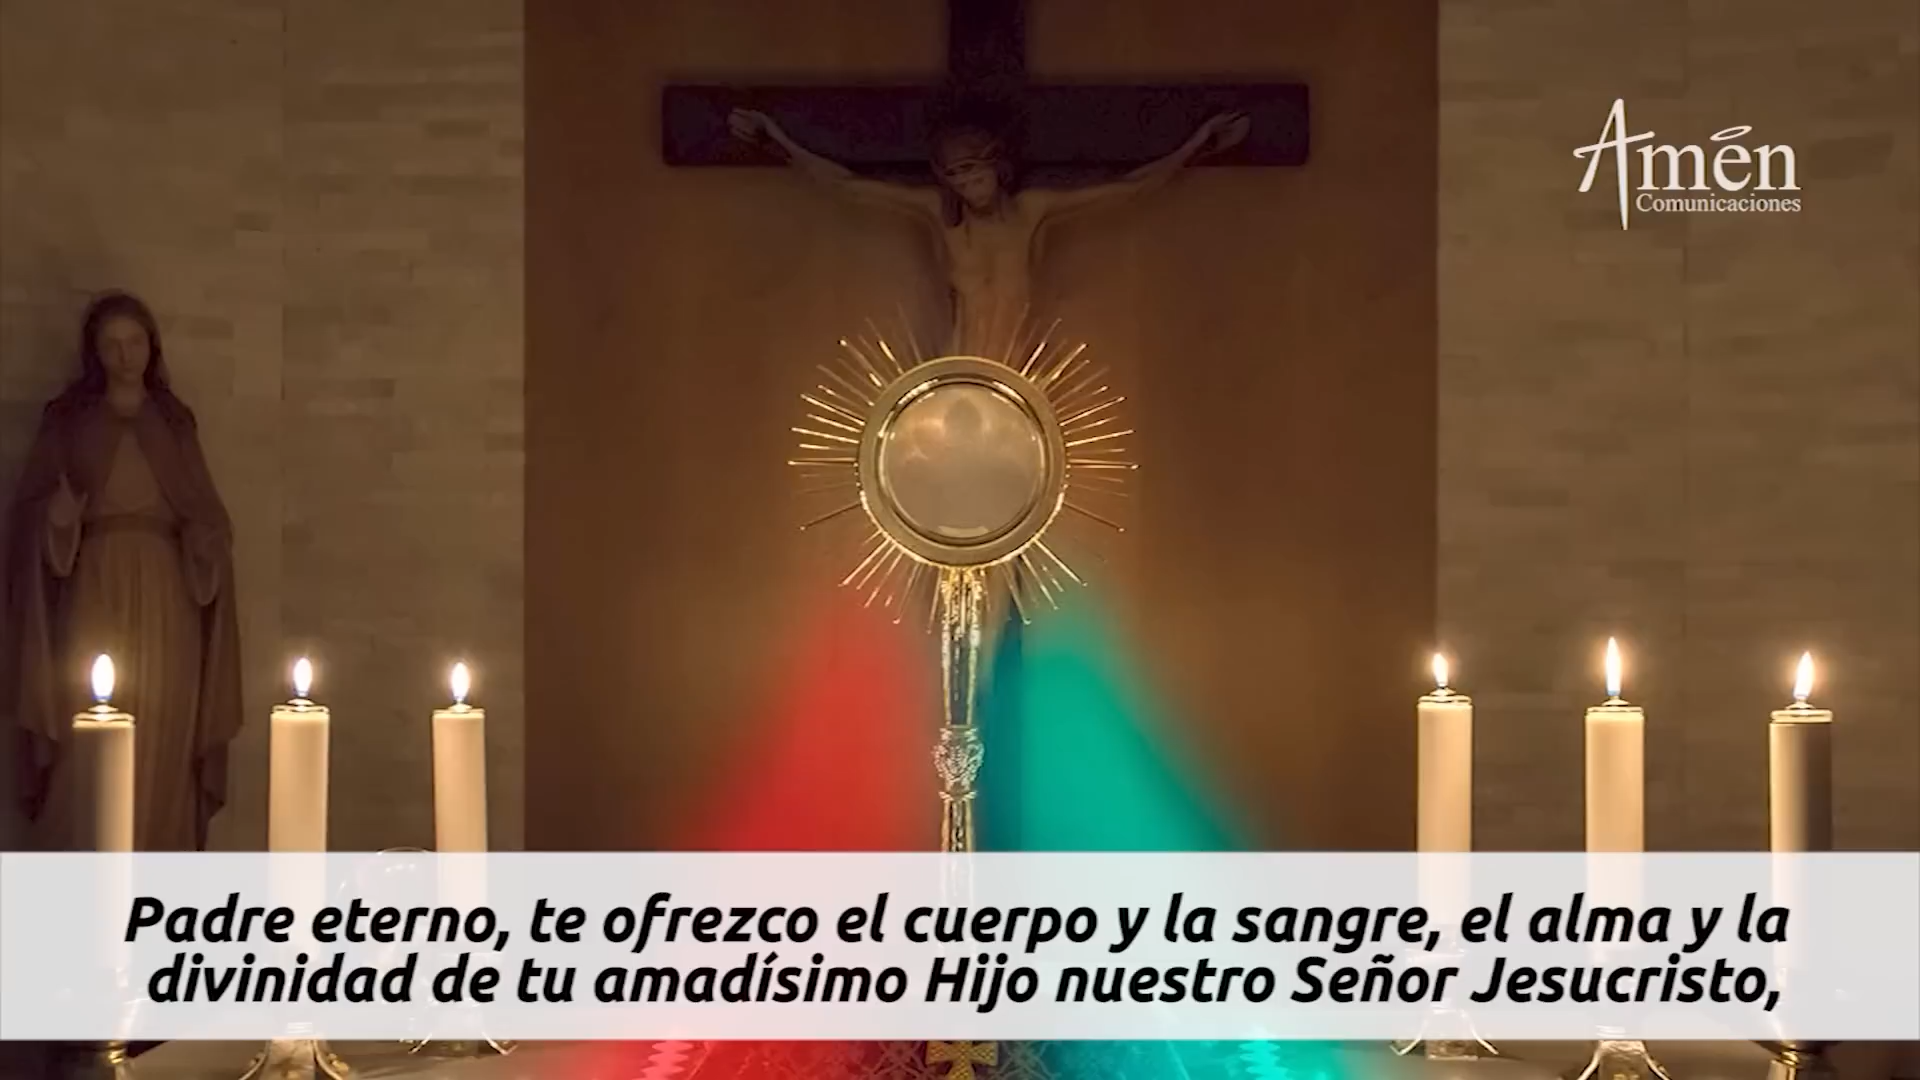 Amén
Comunicaciones
Padre eterno, te ofrezco el cuerpo y la sangre, el alma y la
divinidad de tu amadísimo Hijo nuestro Señor Jesucristo,